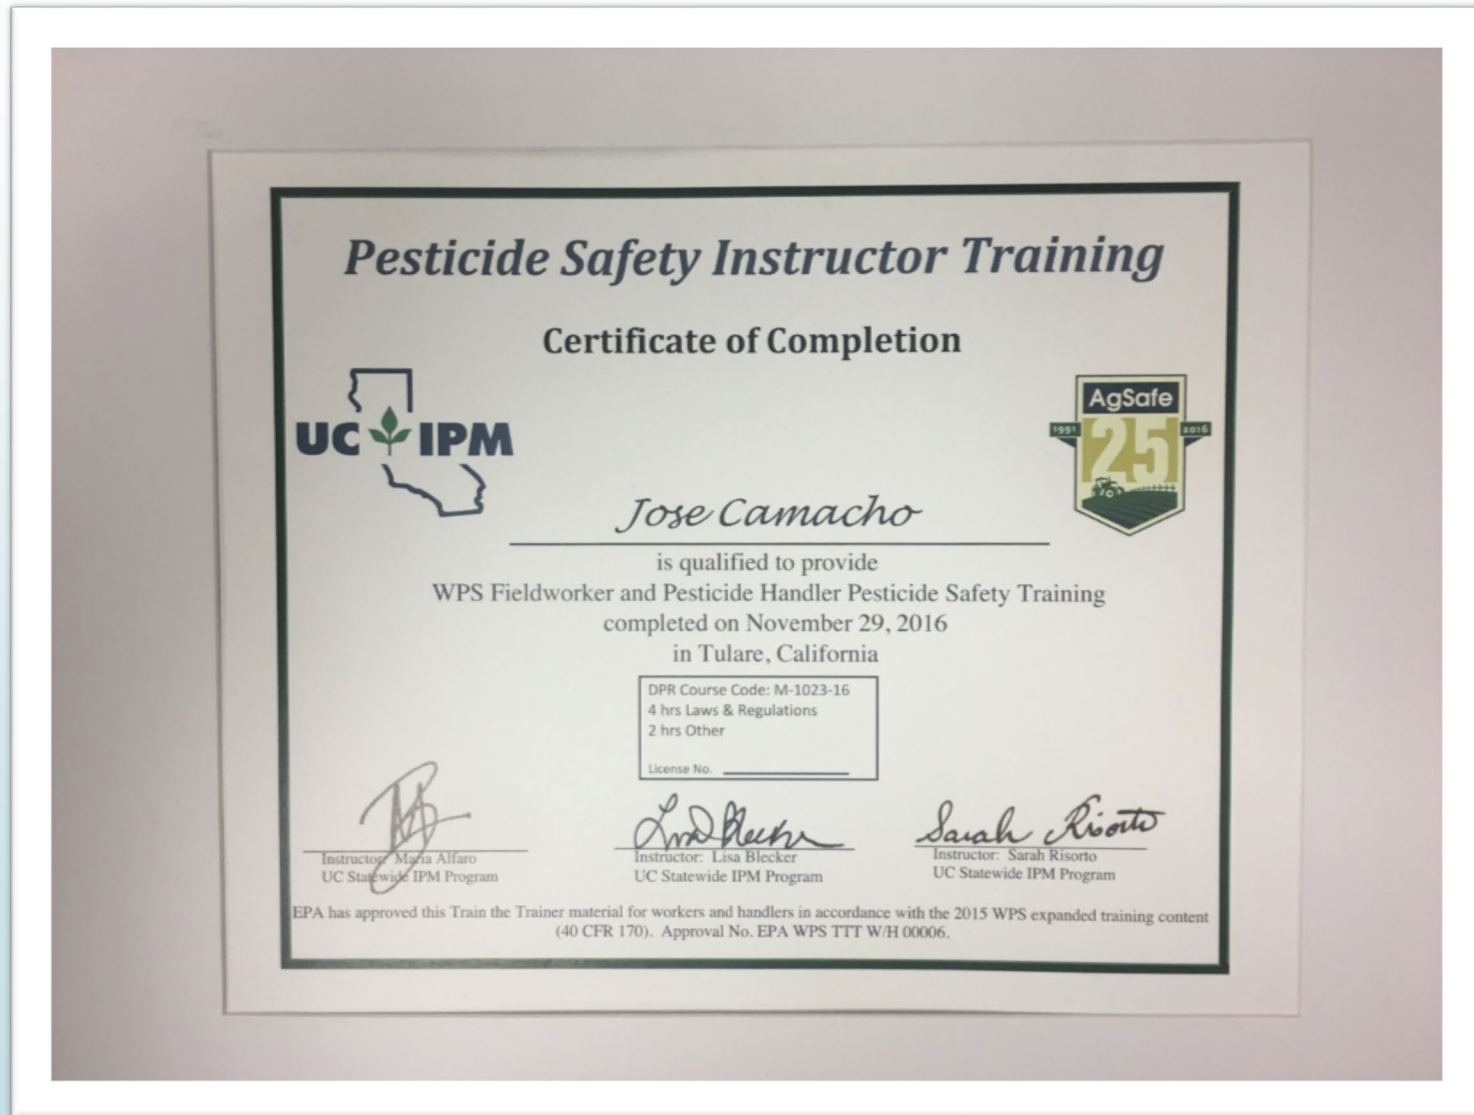 Pesticide Safety Instructor Training
Certificate of Completion
UC IPM
AgSafe
1991 25 2016
Jose Camacho
is qualified to provide
WPS Fieldworker and Pesticide Handler Pesticide Safety Training
completed on November 29, 2016
in Tulare, California
DPR Course Code: M-1023-16
4 hrs Laws & Regulations
2 hrs Other
License No.
Lisa Blecker
Sarah Risorto
Instructor: Maria Alfaro
UC Statewide IPM Program
Instructor: Lisa Blecker
UC Statewide IPM Program
Instructor: Sarah Risorto
UC Statewide IPM Program
EPA has approved this Train the Trainer material for workers and handlers in accordance with the 2015 WPS expanded training content
(40 CFR 170). Approval No. EPA WPS TTT W/H 00006.